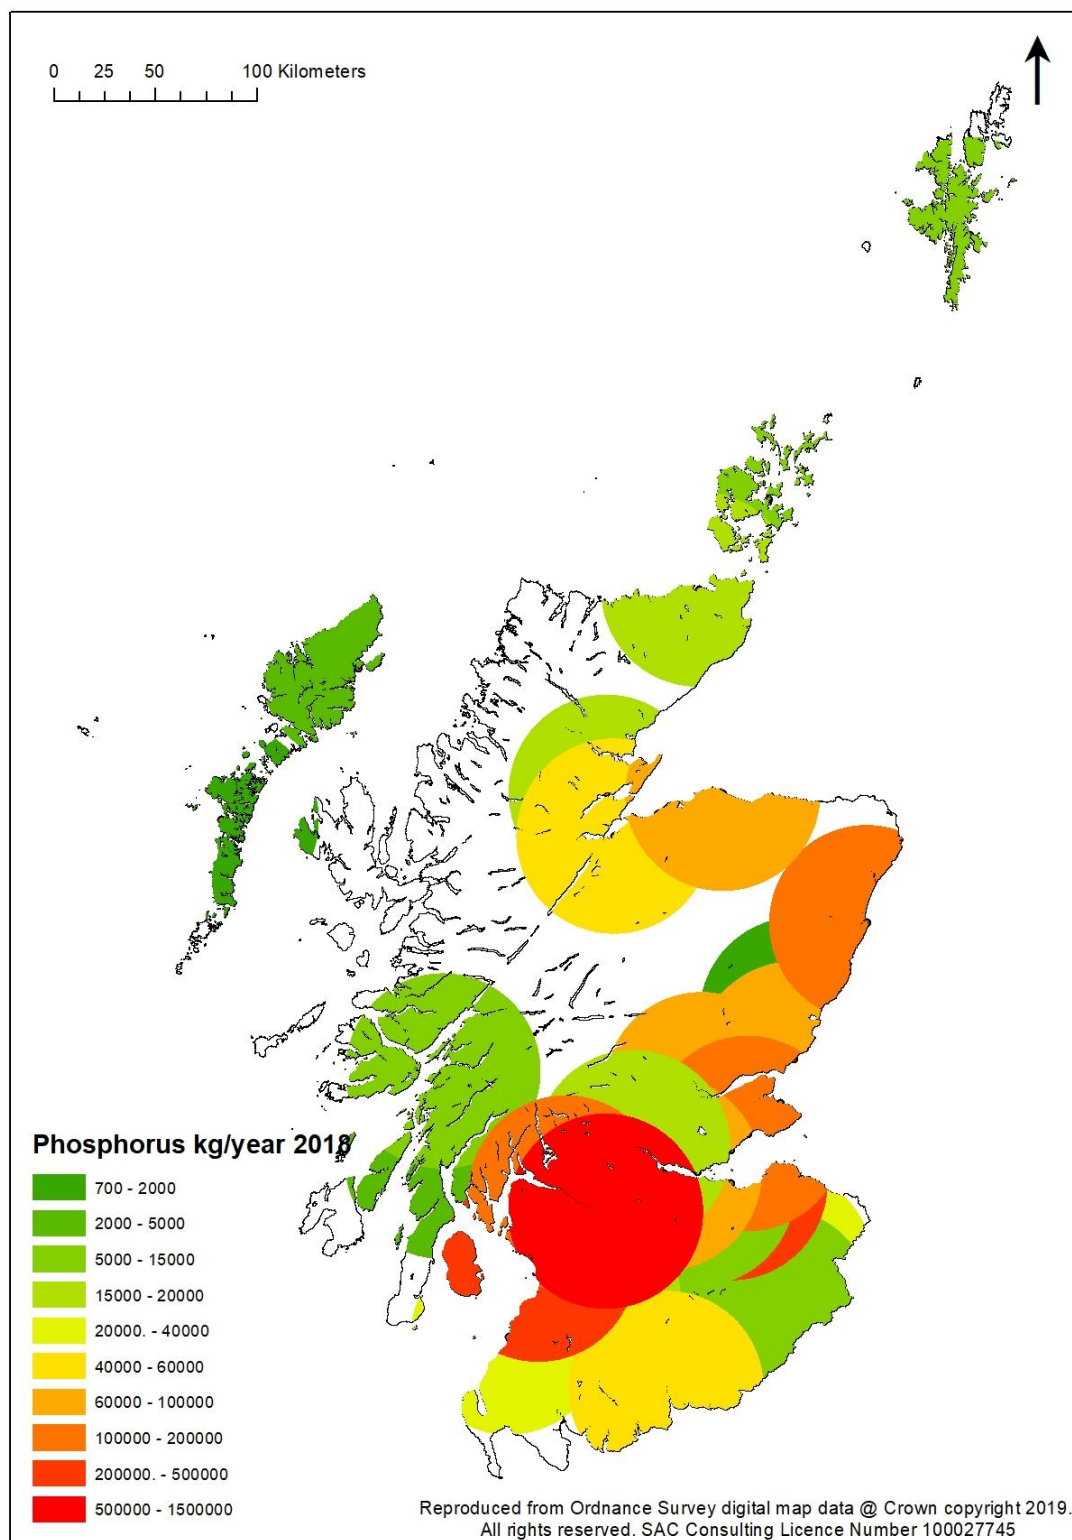 0 25 50 100 Kilometers
Phosphorus kg/year 2018
700 - 2000
2000 - 5000
5000 - 15000
15000 - 20000
20000. - 40000
40000 - 60000
60000 - 100000
100000 - 200000
200000. - 500000
500000 - 1500000
Reproduced from Ordnance Survey digital map data @ Crown copyright 2019.
All rights reserved. SAC Consulting Licence Number 100027745